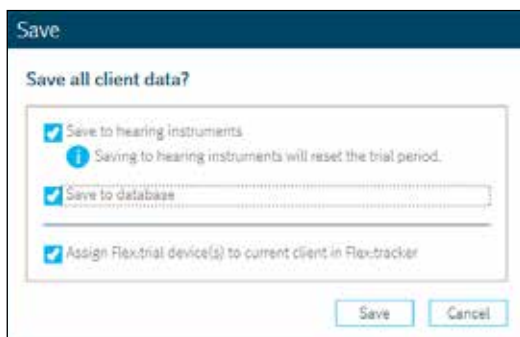 Save
Save all client data?
Save to hearing instruments
Saving to hearing instruments will reset the trial period.
Save to database
Assign Flex:trial device(s) to current client in Flex:tracker
Save Cancel